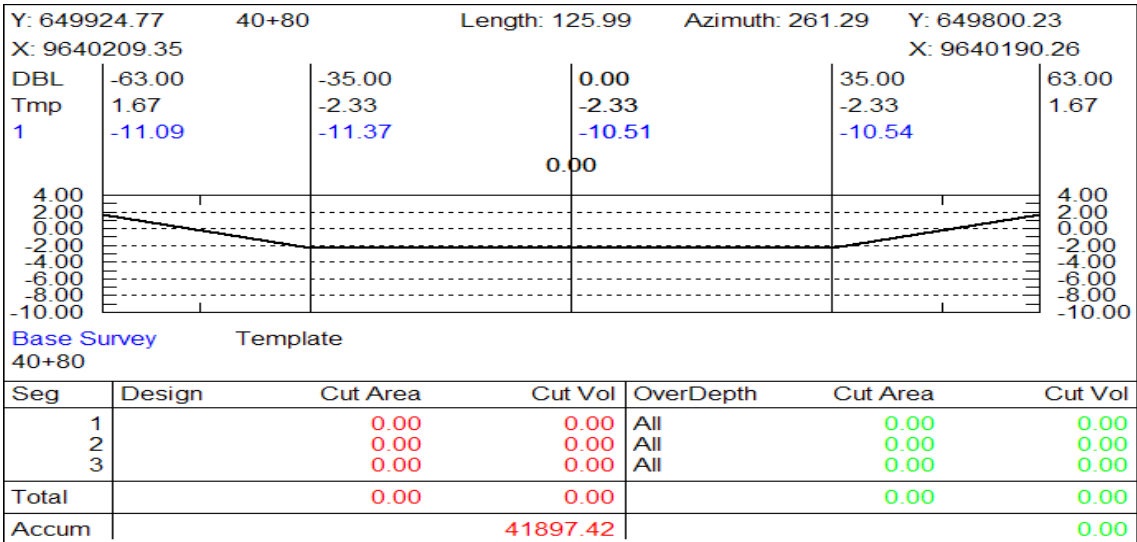 Y: 649924.77 40+80 Length: 125.99 Azimuth: 261.29 Y: 649800.23
X: 9640209.35 X: 9640190.26
DBL -63.00 -35.00 0.00 35.00 63.00
Tmp 1.67 -2.33 -2.33 -2.33 1.67
1 -11.09 -11.37 -10.51 -10.54
0.00
4.00 4.00
2.00 2.00
0.00 0.00
-2.00 -2.00
-4.00 -4.00
-6.00 -6.00
-8.00 -8.00
-10.00 -10.00
Base Survey Template
40+80
Seg Design Cut Area Cut Vol OverDepth Cut Area Cut Vol
1 0.00 0.00 All 0.00 0.00
2 0.00 0.00 All 0.00 0.00
3 0.00 0.00 All 0.00 0.00
Total 0.00 0.00 0.00 0.00
Accum 41897.42 0.00